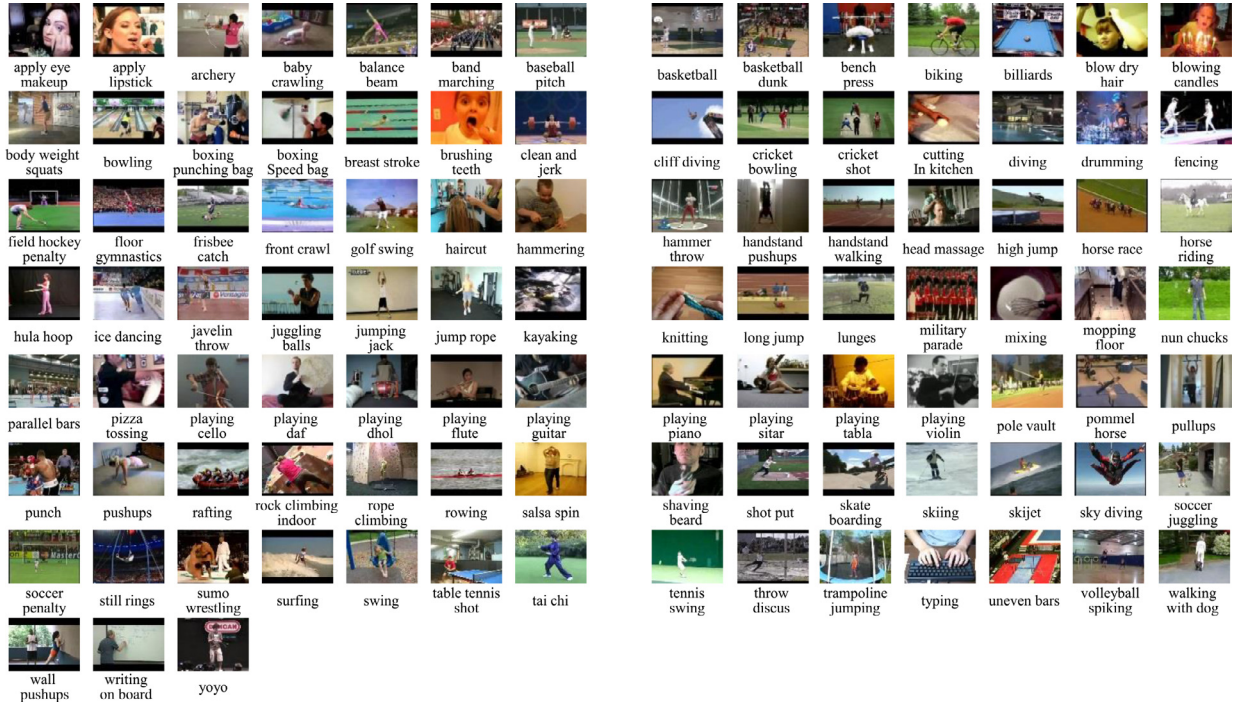 apply eye
makeup
apply
lipstick
archery
baby
crawling
balance
beam
band
marching
baseball
pitch
basketball
basketball
dunk
bench
press
biking
billiards
blow dry
hair
blowing
candles
body weight
squats
bowling
boxing
punching bag
boxing
Speed bag
breast stroke
brushing
teeth
clean and
jerk
cliff diving
cricket
bowling
cricket
shot
cutting
In kitchen
diving
drumming
fencing
field hockey
penalty
floor
gymnastics
frisbee
catch
front crawl
golf swing
haircut
hammering
hammer
throw
handstand
pushups
handstand
walking
head massage
high jump
horse race
horse
riding
hula hoop
ice dancing
javelin
throw
juggling
balls
jumping
jack
jump rope
kayaking
knitting
long jump
lunges
military
parade
mixing
mopping
floor
nun chucks
parallel bars
pizza
tossing
playing
cello
playing
daf
playing
dhol
playing
flute
playing
guitar
playing
piano
playing
sitar
playing
tabla
playing
violin
pole vault
pommel
horse
pullups
punch
pushups
rafting
rock climbing
indoor
rope
climbing
rowing
salsa spin
shaving
beard
shot put
skate
boarding
skiing
skijet
sky diving
soccer
juggling
soccer
penalty
still rings
sumo
wrestling
surfing
swing
table tennis
shot
tai chi
tennis
swing
throw
discus
trampoline
jumping
typing
uneven bars
volleyball
spiking
walking
with dog
wall
pushups
writing
on board
yoyo